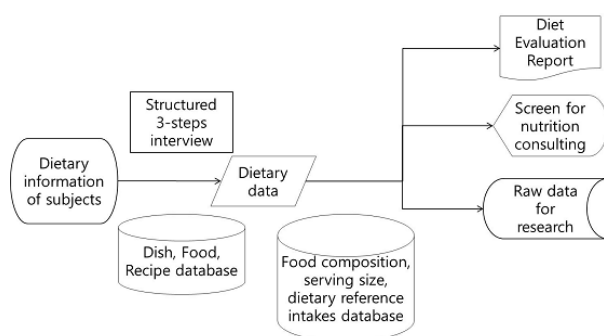 Diet
Evaluation
Report
Structured
3-steps
interview
Screen for
nutrition
consulting
Dietary
information
of subjects
Dietary
data
Raw data
for
research
Dish, Food,
Recipe database
Food composition,
serving size,
dietary reference
intakes database